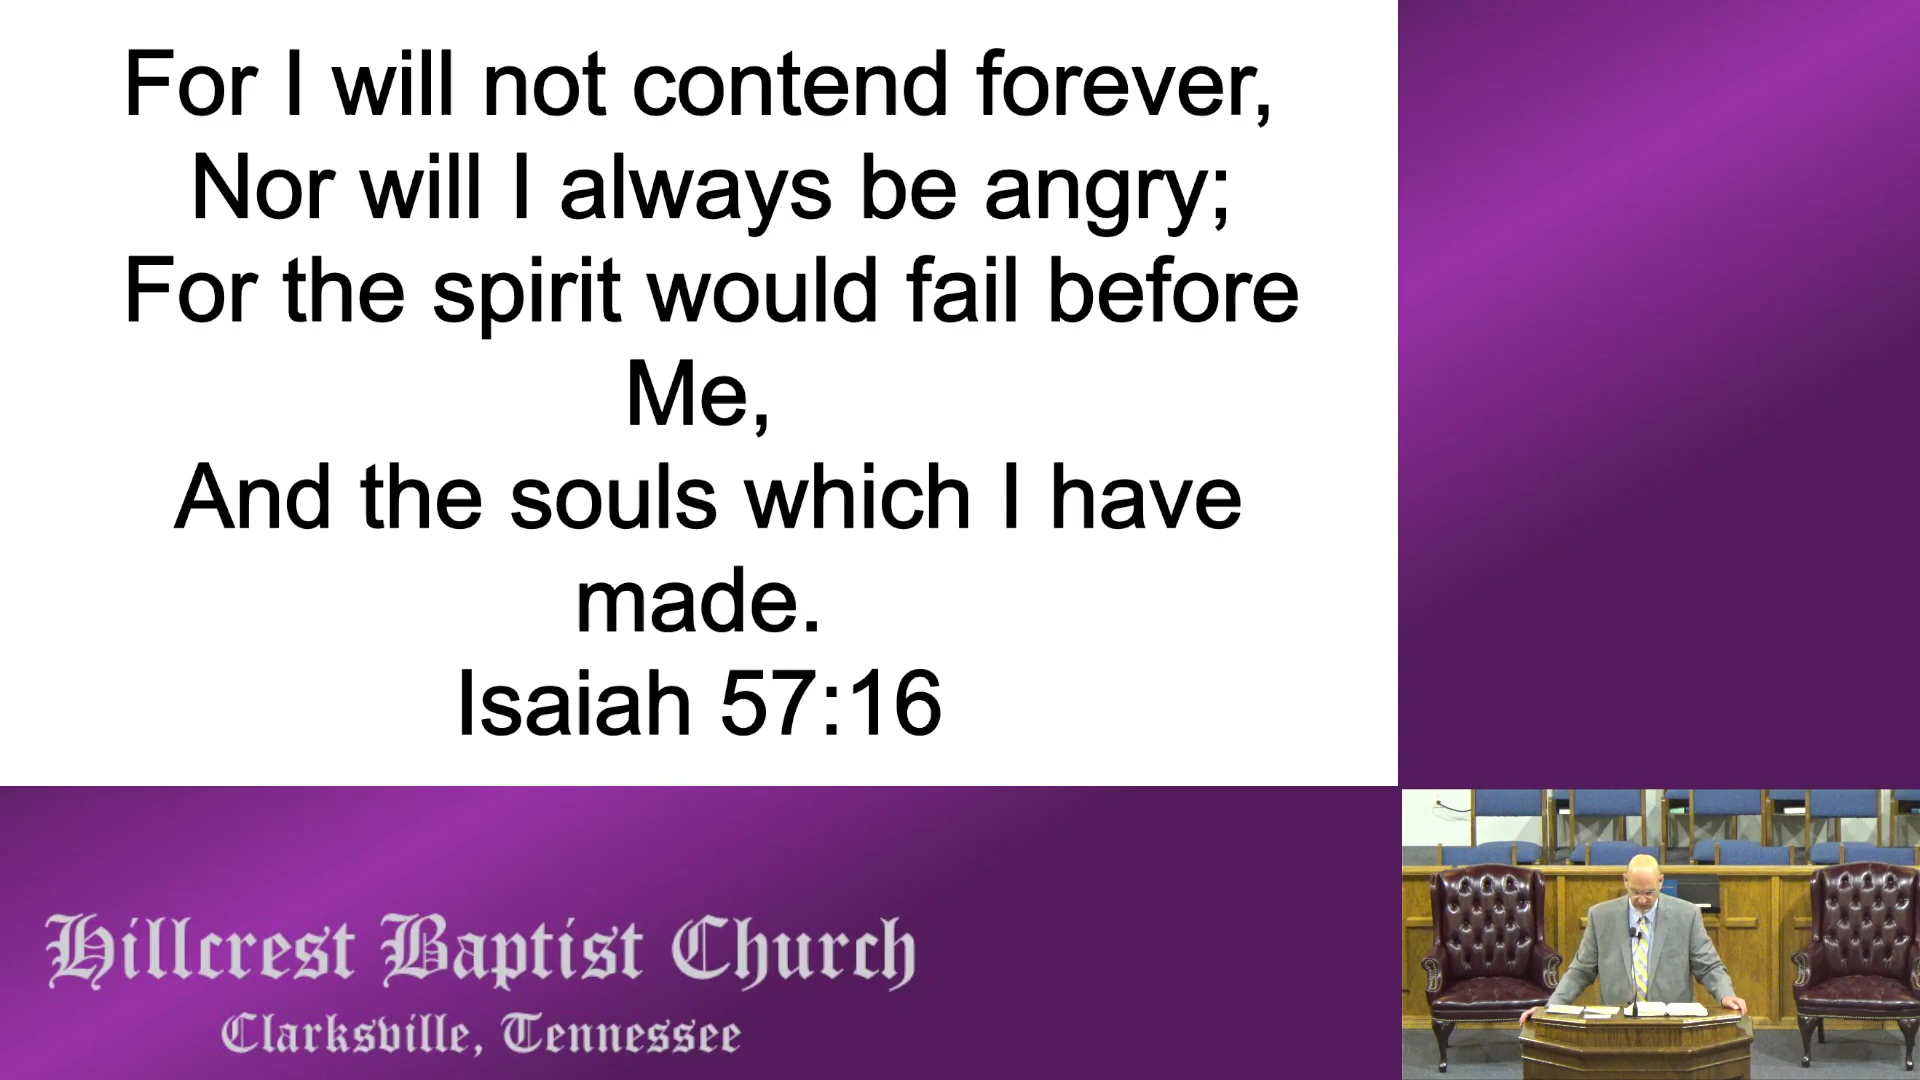 For I will not contend forever,
Nor will I always be angry;
For the spirit would fail before
Me,
And the souls which I have
made.
Isaiah 57:16
Hillcrest Baptist Church
Clarksville, Tennessee